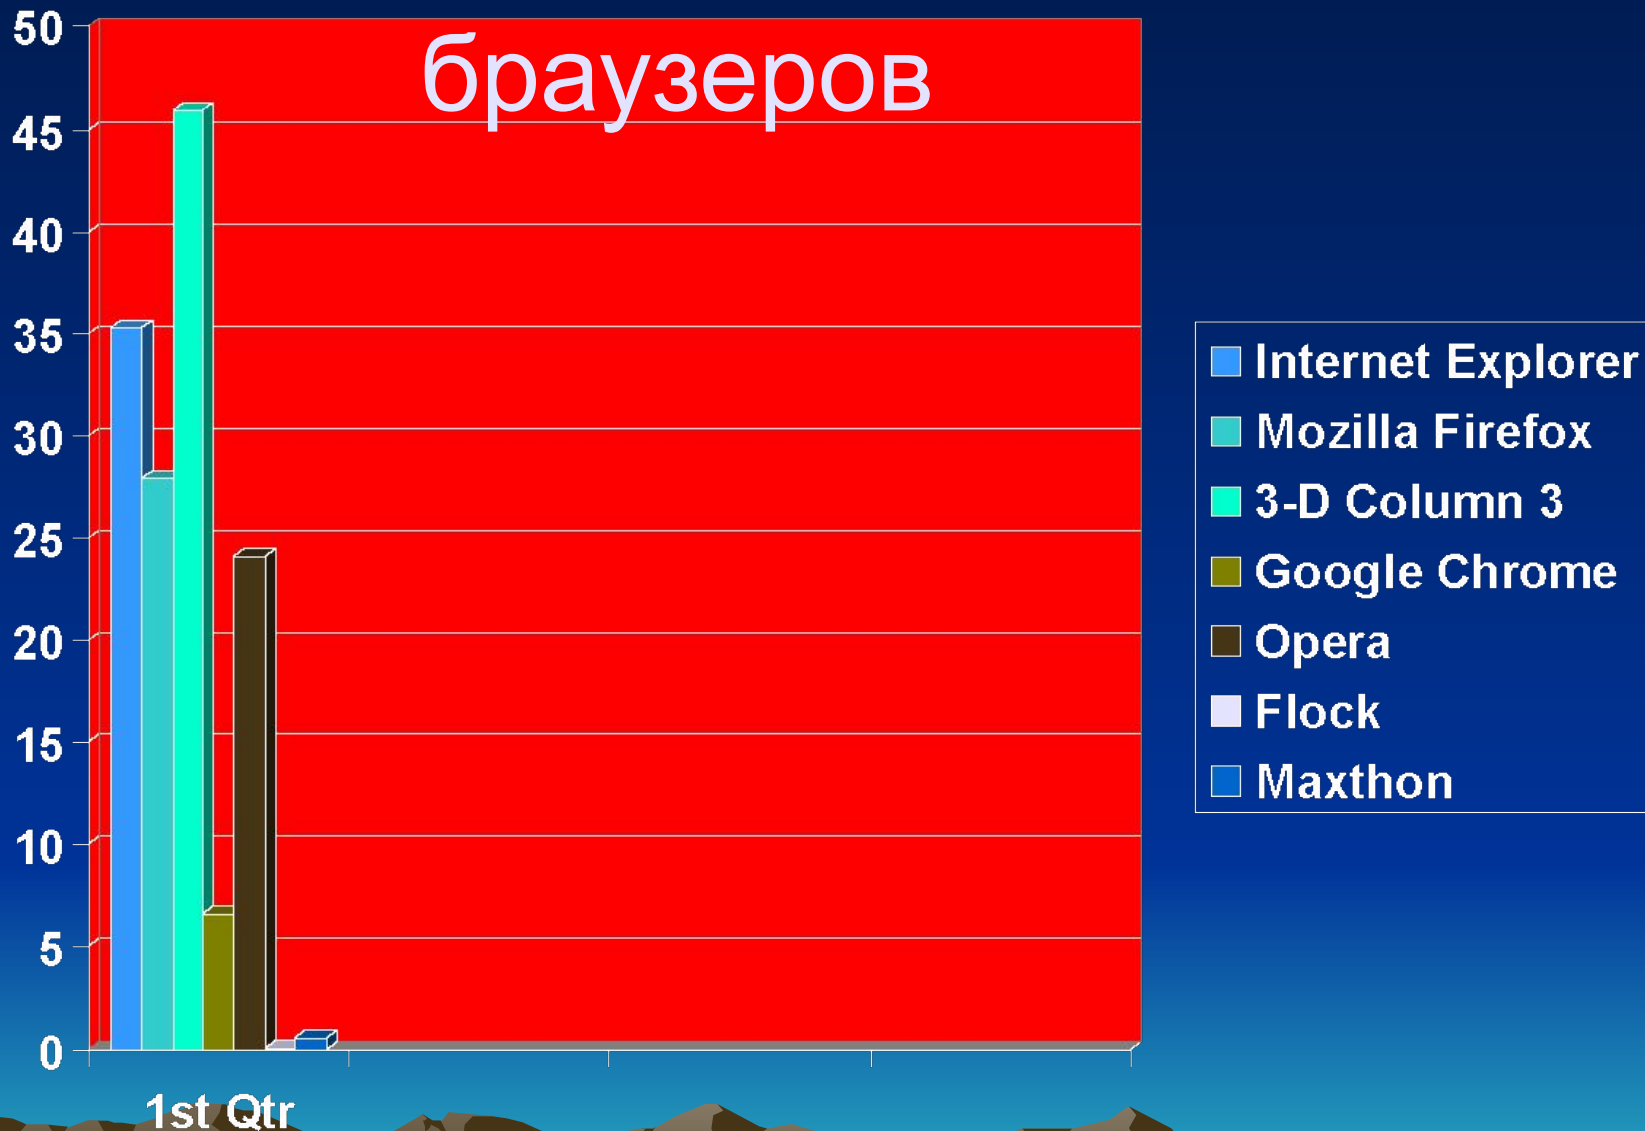 браузеров
50
45
40
35
30
25
20
15
10
5
0
1st Qtr
Internet Explorer
Mozilla Firefox
3-D Column 3
Google Chrome
Opera
Flock
Maxthon